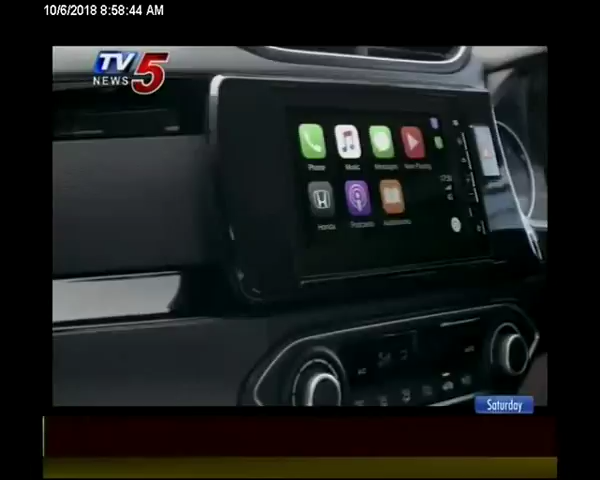 10/6/2018 8:58:44 AM
TV5
NEWS
Phone Music Messages Now Playing
Honda Podcasts Audiobooks
Saturday